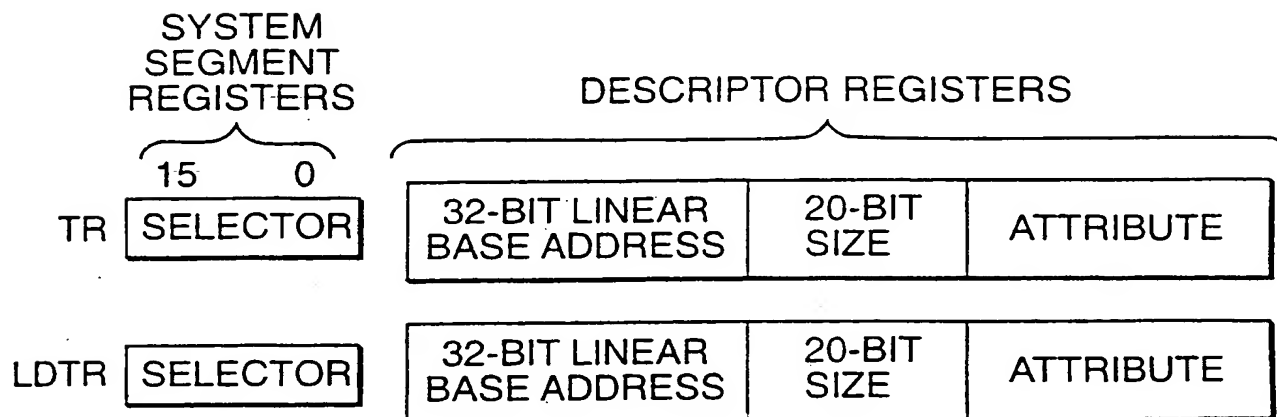 SYSTEM
SEGMENT
REGISTERS
DESCRIPTOR REGISTERS
15 0
TR SELECTOR 32-BIT LINEAR BASE ADDRESS 20-BIT SIZE ATTRIBUTE
LDTR SELECTOR 32-BIT LINEAR BASE ADDRESS 20-BIT SIZE ATTRIBUTE